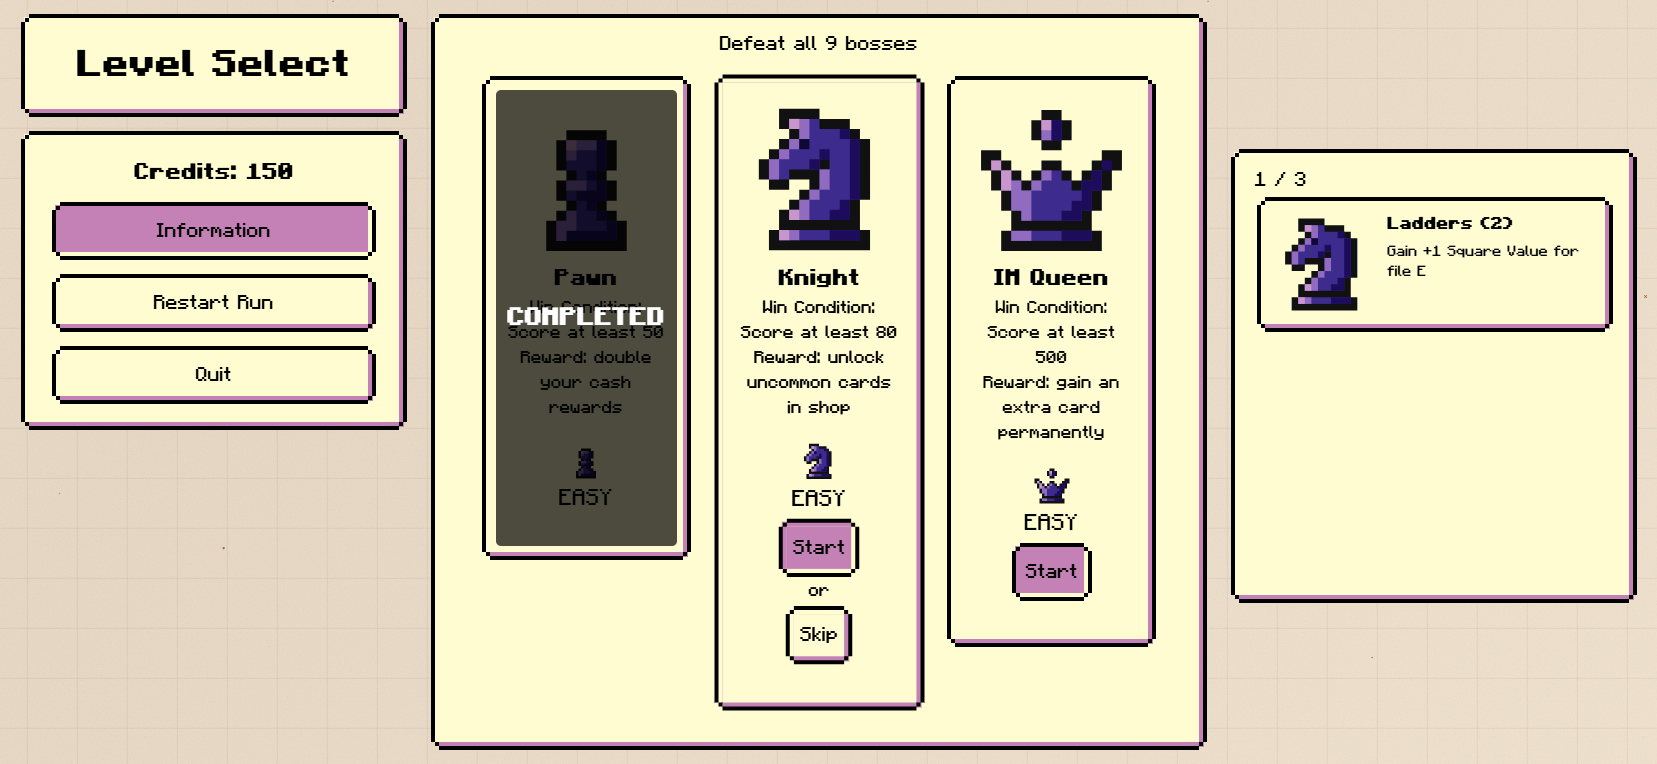 Level Select
Credits: 150
Information
Restart Run
Quit
Defeat all 9 bosses
Pawn
Win Condition:
COMPLETED
Score at least 50
Reward: double
your cash
rewards
EASY
Knight
Win Condition:
Score at least 80
Reward: unlock
uncommon cards
in shop
EASY
Start
or
Skip
IM Queen
Win Condition:
Score at least
500
Reward: gain an
extra card
permanently
EASY
Start
1 / 3
Ladders (2)
Gain +1 Square Value for
file E